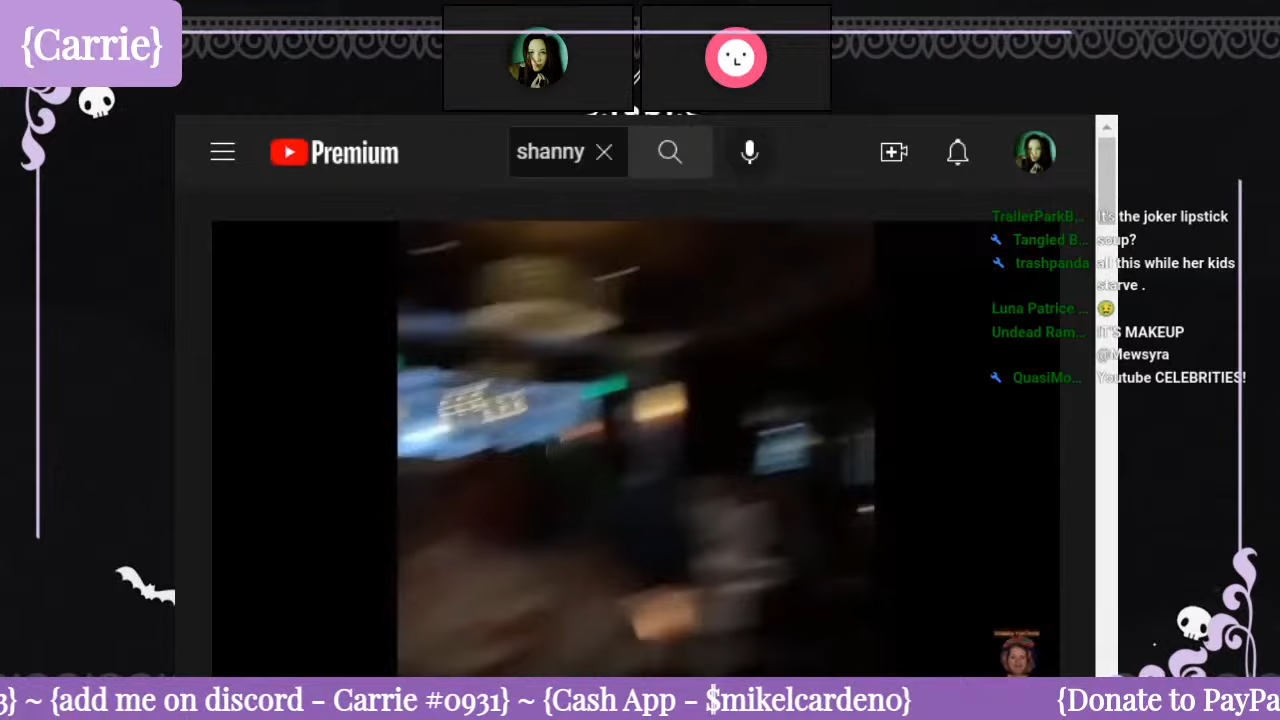 {Carrie}
Premium
shanny
TrailerParkB... It's the joker lipstick
Tangled B... soup?
trashpanda all this while her kids
starve .
Luna Patrice ... 🤢
Undead Ram... IT'S MAKEUP
@Mewsyra
QuasiMo... Youtube CELEBRITIES!
3} ~ {add me on discord - Carrie #0931} ~ {Cash App - $mikelcarden0} {Donate to PayPa